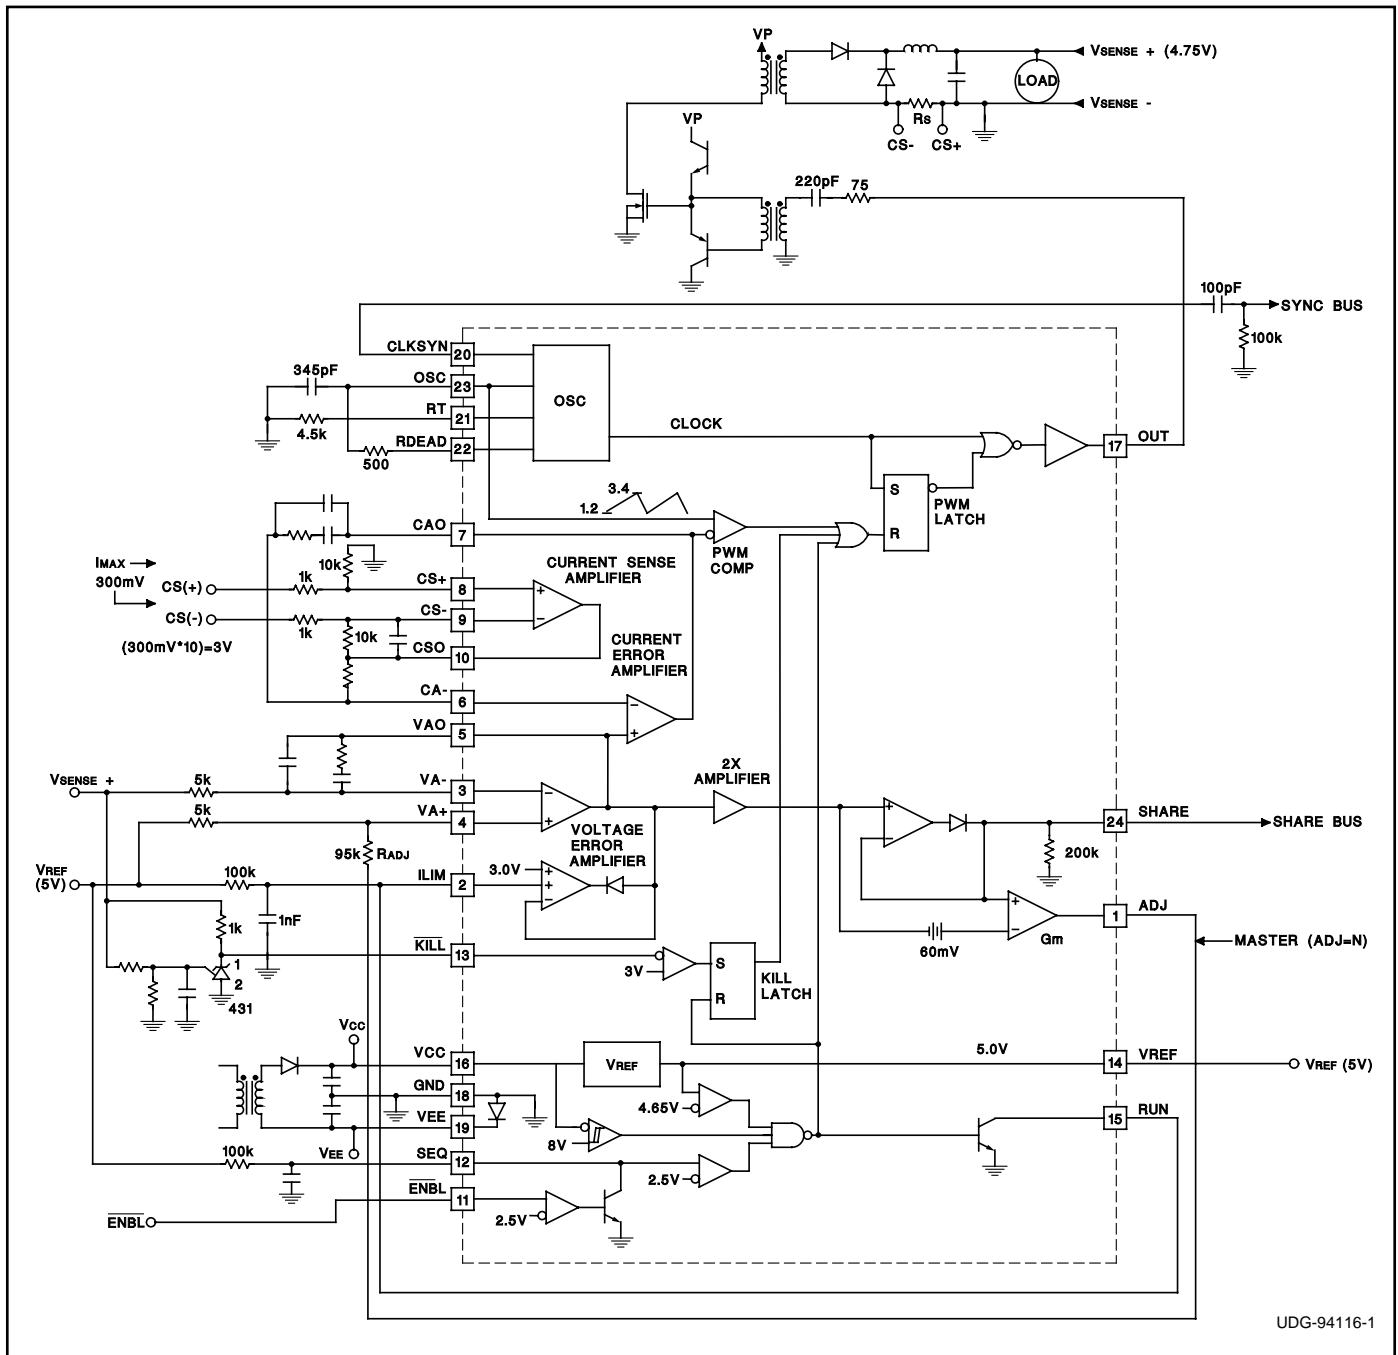 VP
VSENSE + (4.75V)
LOAD
VSENSE -
Rs
CS-
CS+
VP
220pF
75
100pF
SYNC BUS
100k
CLKSYN
20
345pF
OSC
23
OSC
RT
21
4.5k
RDEAD
22
500
CLOCK
17
OUT
S
R
PWM
LATCH
3.4
1.2
CAO
7
PWM
COMP
IMAX
300mV
10k
CURRENT SENSE
AMPLIFIER
CS(+)
1k
CS+
8
+
CS(-)
1k
CS-
9
−
(300mV*10)=3V
10k
CSO
10
CURRENT
ERROR
AMPLIFIER
CA-
6
−
VAO
5
+
VSENSE +
5k
VA-
3
−
2X
AMPLIFIER
5k
VA+
4
+
VOLTAGE
ERROR
AMPLIFIER
+
−
24
SHARE
SHARE BUS
200k
95k
RADJ
VREF
(5V)
100k
ILIM
2
3.0V
+
+
−
1nF
1k
+
−
Gm
60mV
1
ADJ
MASTER (ADJ=N)
KILL
13
3V
S
R
KILL
LATCH
1
2
431
VCC
VCC
16
VREF
5.0V
14
VREF
VREF (5V)
GND
18
4.65V
VEE
19
15
RUN
8V
VEE
100k
SEQ
12
2.5V
ENBL
11
2.5V
ENBL
UDG-94116-1